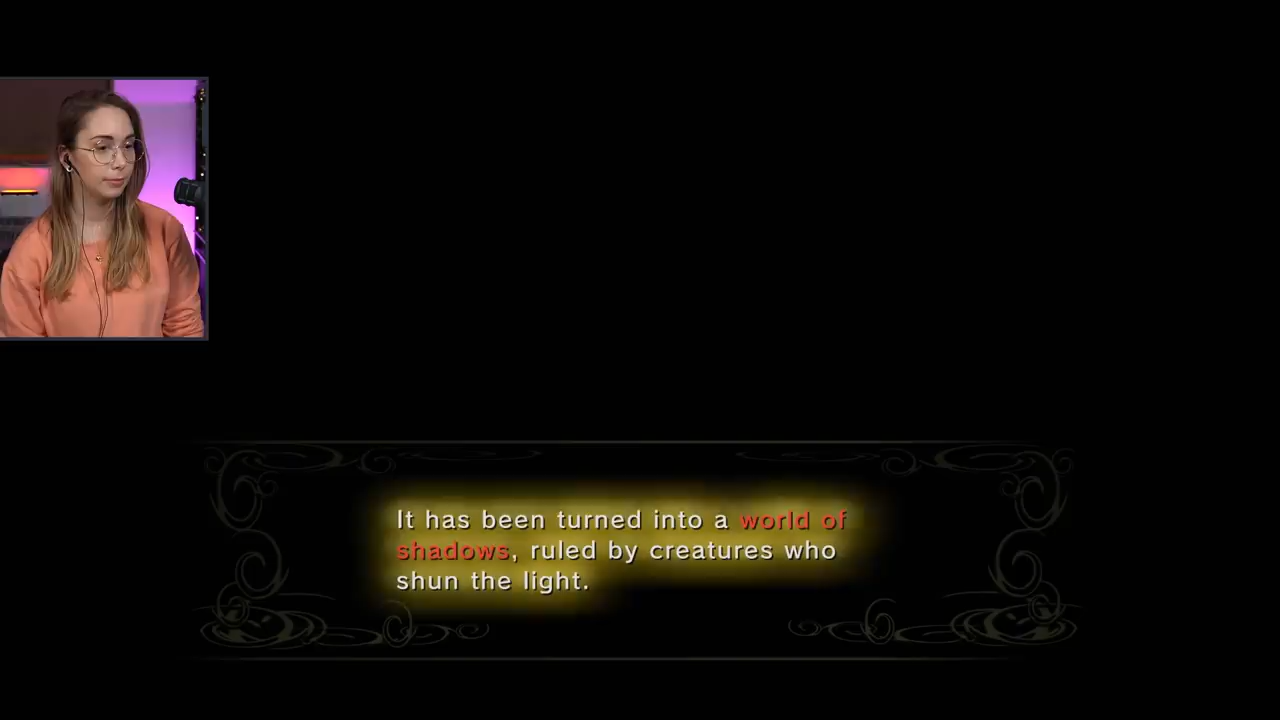 It has been turned into a world of
shadows, ruled by creatures who
shun the light.